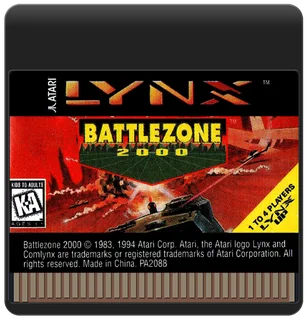 ATARI
LYNX
TM
BATTLEZONE
2000
KIDS TO ADULTS
K-A
AGES 6+
1 TO 4 PLAYERS
LYNX
Battlezone 2000 © 1983, 1994 Atari Corp. Atari, the Atari logo Lynx and
Comlynx are trademarks or registered trademarks of Atari Corporation. All
rights reserved. Made in China. PA2088